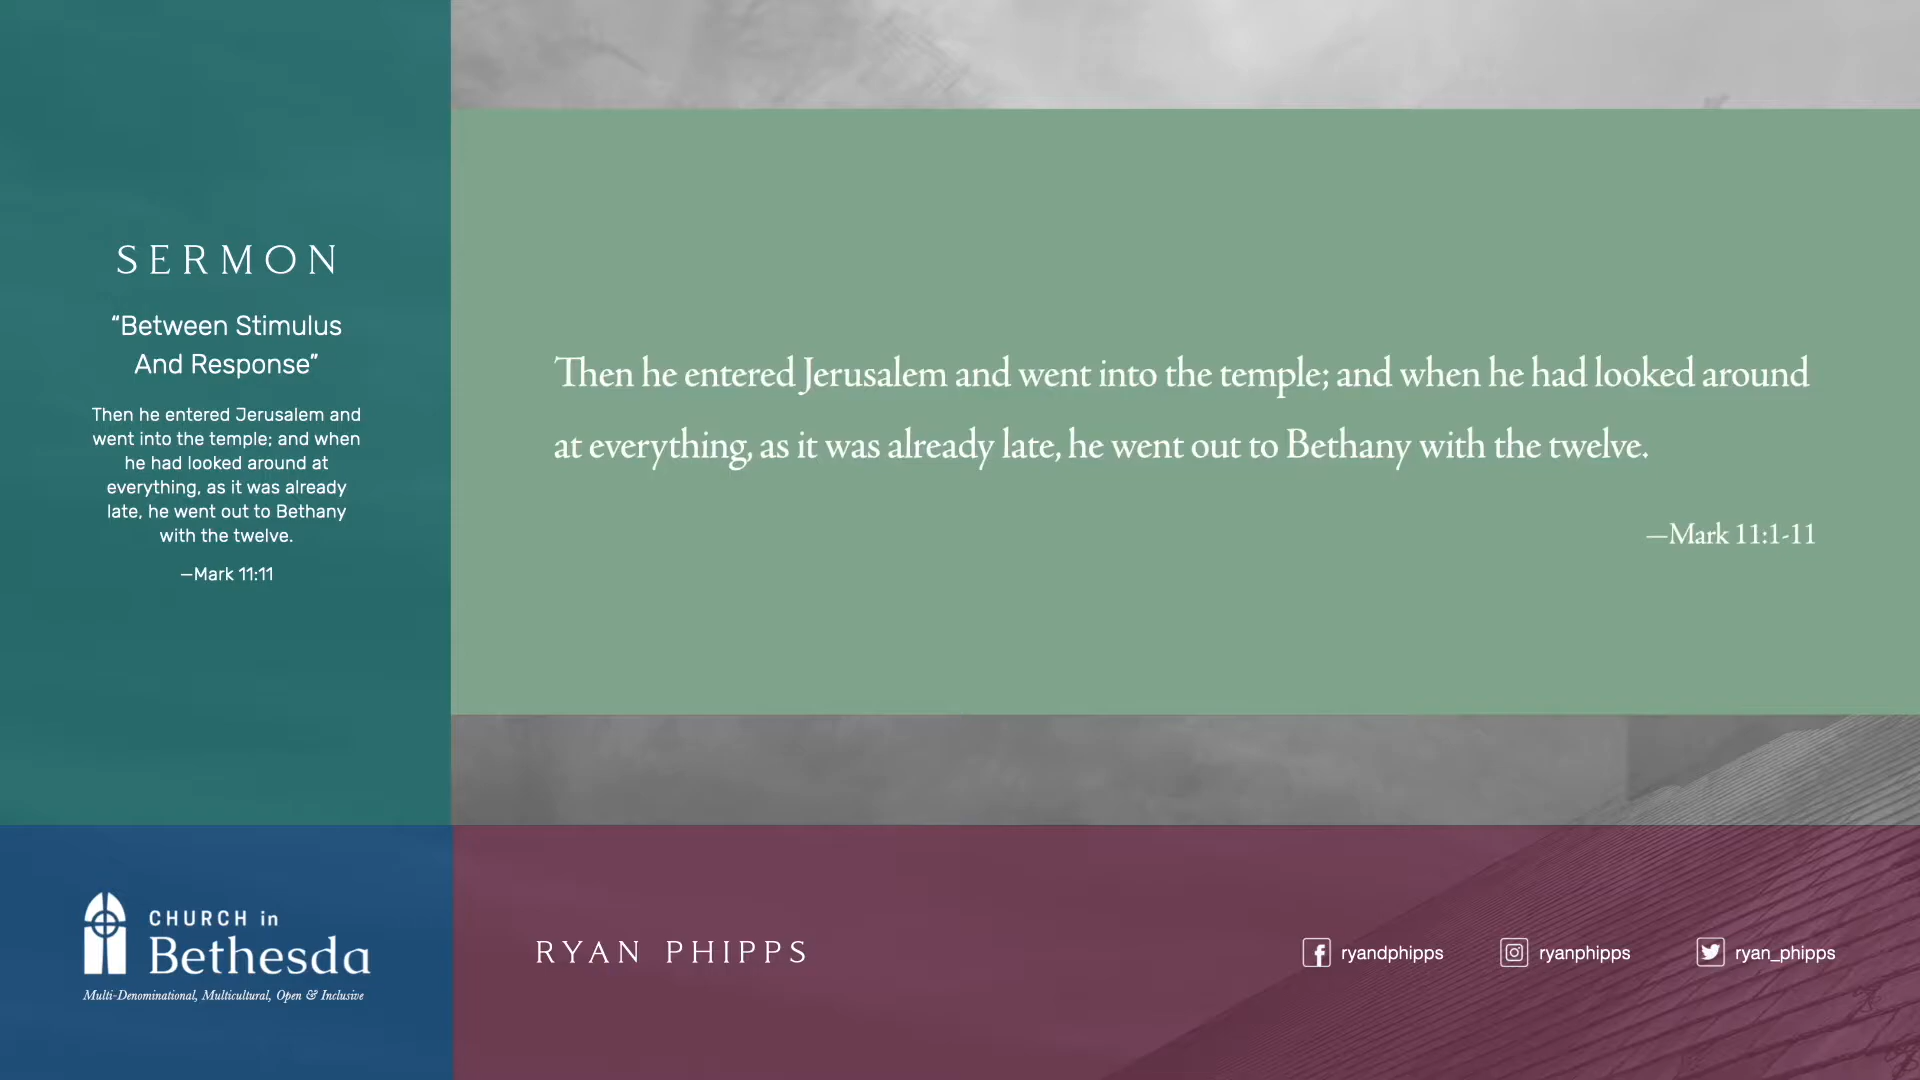 SERMON
“Between Stimulus
And Response”
Then he entered Jerusalem and
went into the temple; and when
he had looked around at
everything, as it was already
late, he went out to Bethany
with the twelve.
—Mark 11:11
Then he entered Jerusalem and went into the temple; and when he had looked around
at everything, as it was already late, he went out to Bethany with the twelve.
—Mark 11:1-11
CHURCH in
Bethesda
Multi-Denominational, Multicultural, Open & Inclusive
RYAN PHIPPS
ryandphipps
ryanphipps
ryan_phipps